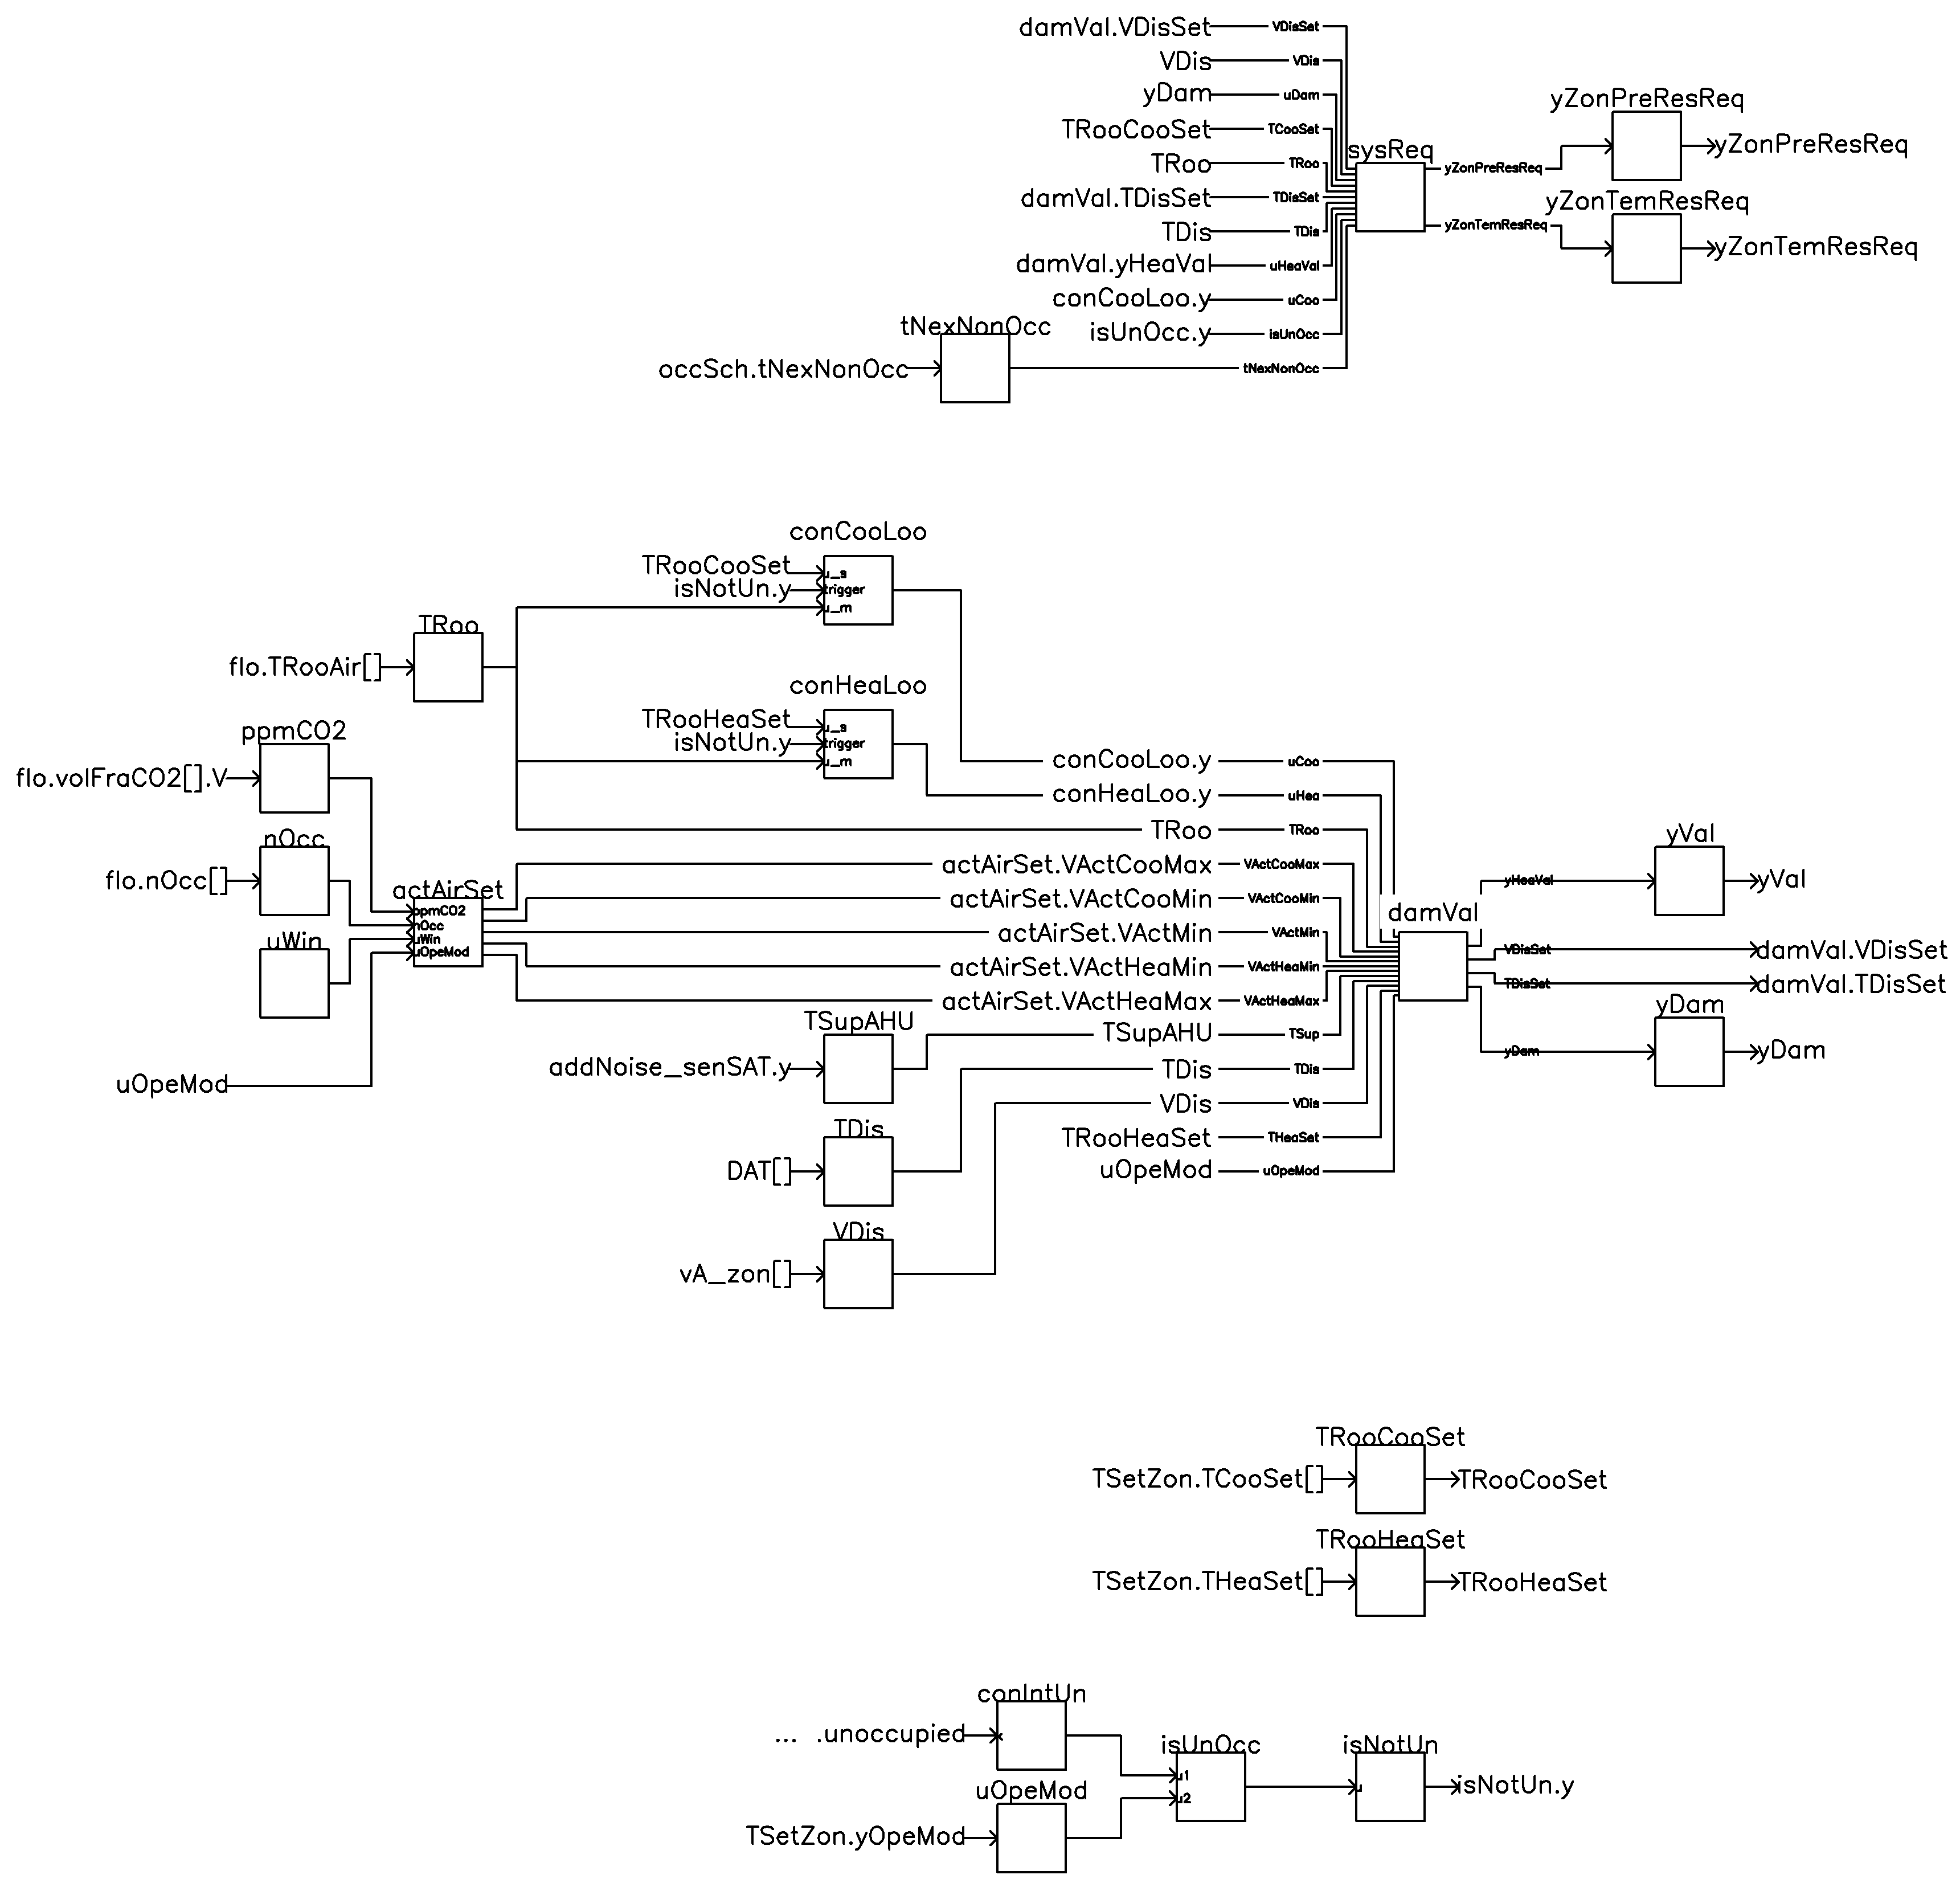 damVal.VDisSet VDisSet
VDis VDis
yDam uDam
yZonPreResReq
TRooCooSet TCooSet
sysReq
yZonPreResReq
TRoo TRoo
yZonPreResReq
damVal.TDisSet TDisSet
yZonTemResReq
TDis TDis
yZonTemResReq
yZonTemResReq
damVal.yHeaVal uHeaVal
conCooLoo.y uCoo
tNexNonOcc
isUnOcc.y isUnOcc
occSch.tNexNonOcc
tNexNonOcc
conCooLoo
TRooCooSet u_s
isNotUn.y trigger
u_m
TRoo
flo.TRooAir[]
conHeaLoo
TRooHeaSet u_s
isNotUn.y trigger
u_m
ppmCO2
flo.volFraCO2[].V
conCooLoo.y uCoo
conHeaLoo.y uHea
TRoo TRoo
nOcc
yVal
actAirSet.VActCooMax VActCooMax
flo.nOcc[]
yHeaVal
yVal
actAirSet
actAirSet.VActCooMin VActCooMin
ppmCO2
nOcc
uWin
uOpeMod
damVal
uWin
actAirSet.VActMin VActMin
VDisSet
damVal.VDisSet
actAirSet.VActHeaMin VActHeaMin
TDisSet
damVal.TDisSet
actAirSet.VActHeaMax VActHeaMax
yDam
TSupAHU
TSupAHU TSup
yDam
yDam
addNoise_senSAT.y
TDis TDis
uOpeMod
VDis VDis
TDis
TRooHeaSet THeaSet
DAT[]
uOpeMod uOpeMod
VDis
vA_zon[]
TRooCooSet
TSetZon.TCooSet[]
TRooCooSet
TRooHeaSet
TSetZon.THeaSet[]
TRooHeaSet
conIntUn
... .unoccupied
isUnOcc
isNotUn
u1
u
isNotUn.y
uOpeMod
u2
TSetZon.yOpeMod